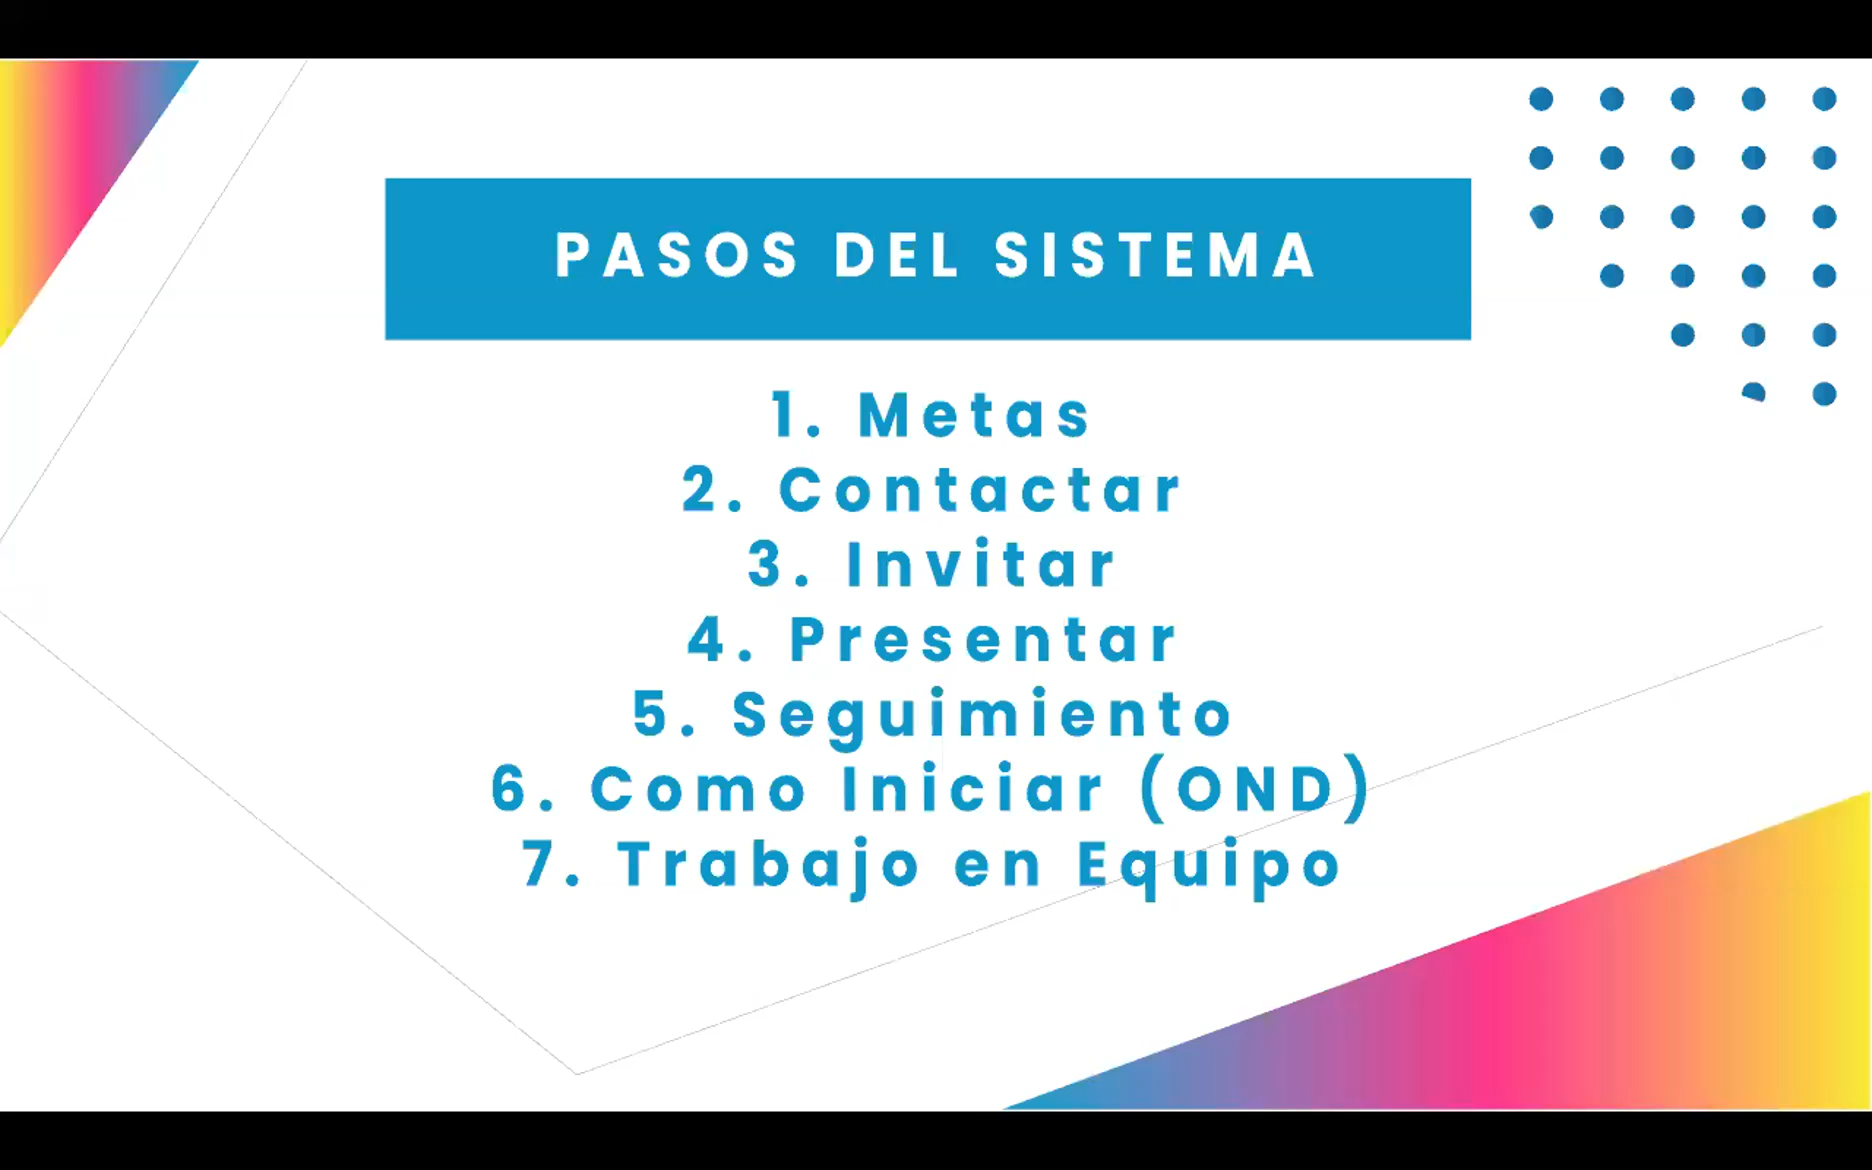 PASOS DEL SISTEMA
1. Metas
2. Contactar
3. Invitar
4. Presentar
5. Seguimiento
6. Como Iniciar (OND)
7. Trabajo en Equipo